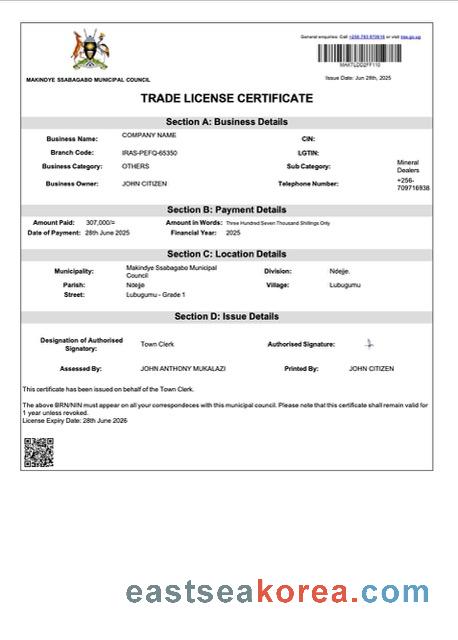 General enquiries: Call +256-783 873816 or visit iras.go.ug
MAKINDYE SSABAGABO MUNICIPAL COUNCIL
Issue Date: Jun 28th, 2025
TRADE LICENSE CERTIFICATE
Section A: Business Details
Business Name: COMPANY NAME CIN:
Branch Code: IRAS-PEFQ-65350 LGTIN:
Business Category: OTHERS Sub Category: Mineral Dealers
Business Owner: JOHN CITIZEN Telephone Number: +256-709716938
Section B: Payment Details
Amount Paid: 307,000/= Amount in Words: Three Hundred Seven Thousand Shillings Only
Date of Payment: 28th June 2025 Financial Year: 2025
Section C: Location Details
Municipality: Makindye Ssabagabo Municipal Council Division: Ndejje.
Parish: Ndejje Village: Lubugumu
Street: Lubugumu - Grade 1
Section D: Issue Details
Designation of Authorised Signatory: Town Clerk Authorised Signature:
Assessed By: JOHN ANTHONY MUKALAZI Printed By: JOHN CITIZEN
This certificate has been issued on behalf of the Town Clerk.
The above BRN/NIN must appear on all your correspondeces with this municipal council. Please note that this certificate shall remain valid for
1 year unless revoked.
License Expiry Date: 28th June 2026
eastseakorea.com